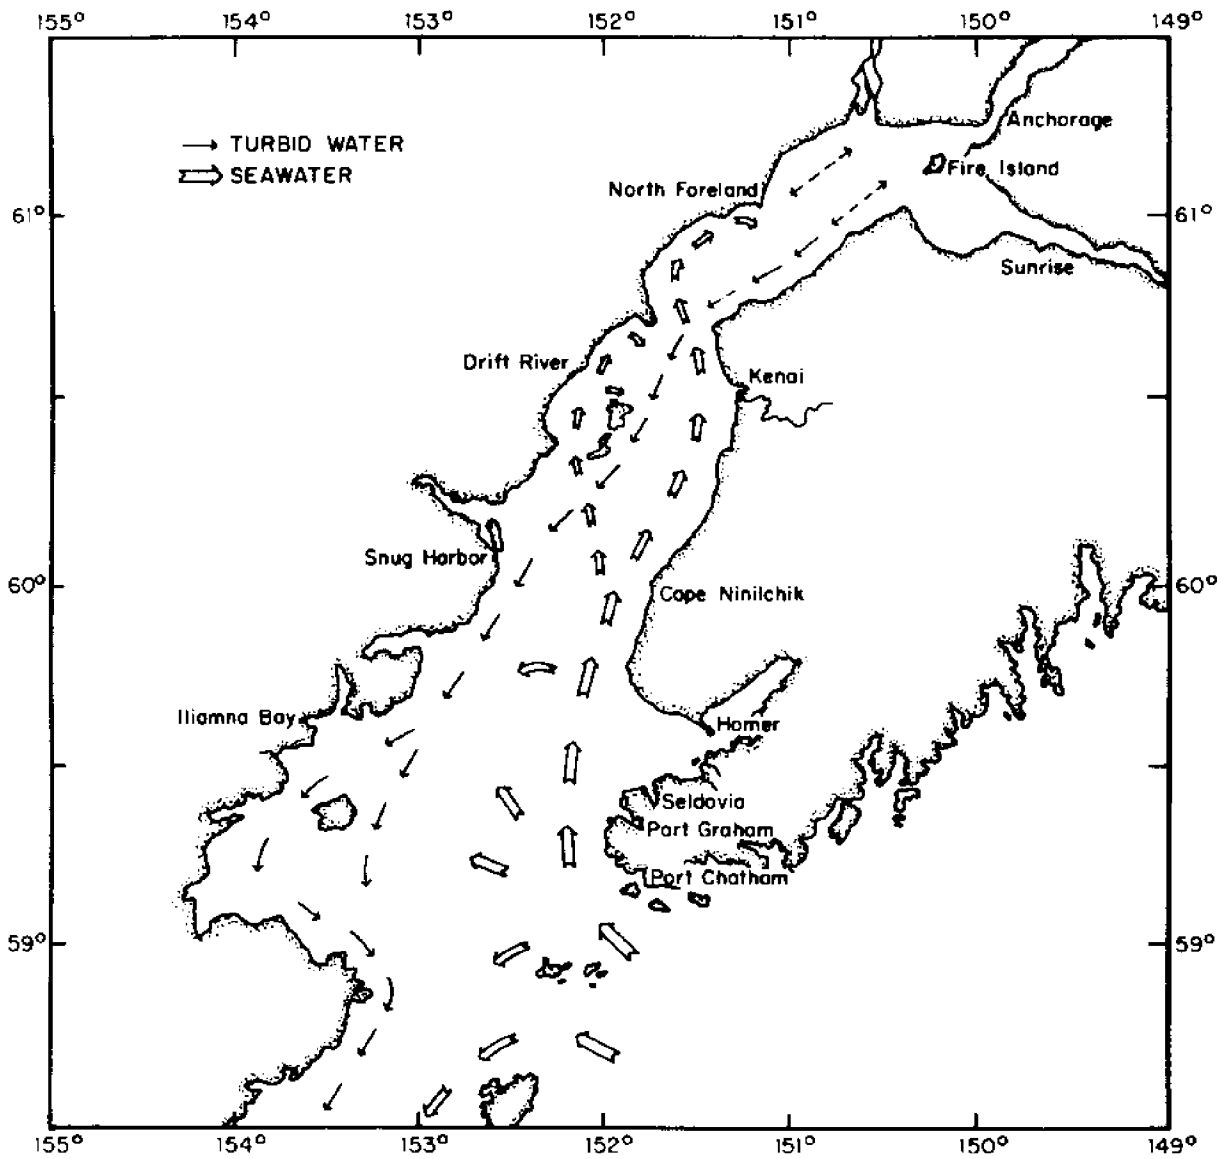 155° 154° 153° 152° 151° 150° 149°
TURBID WATER
SEAWATER
Anchorage
Fire Island
North Foreland
61° 61°
Sunrise
Drift River
Kenai
Snug Harbor
60° 60°
Cape Ninilchik
Iliamna Bay
Homer
Seldovia
Port Graham
Port Chatham
59° 59°
155° 154° 153° 152° 151° 150° 149°